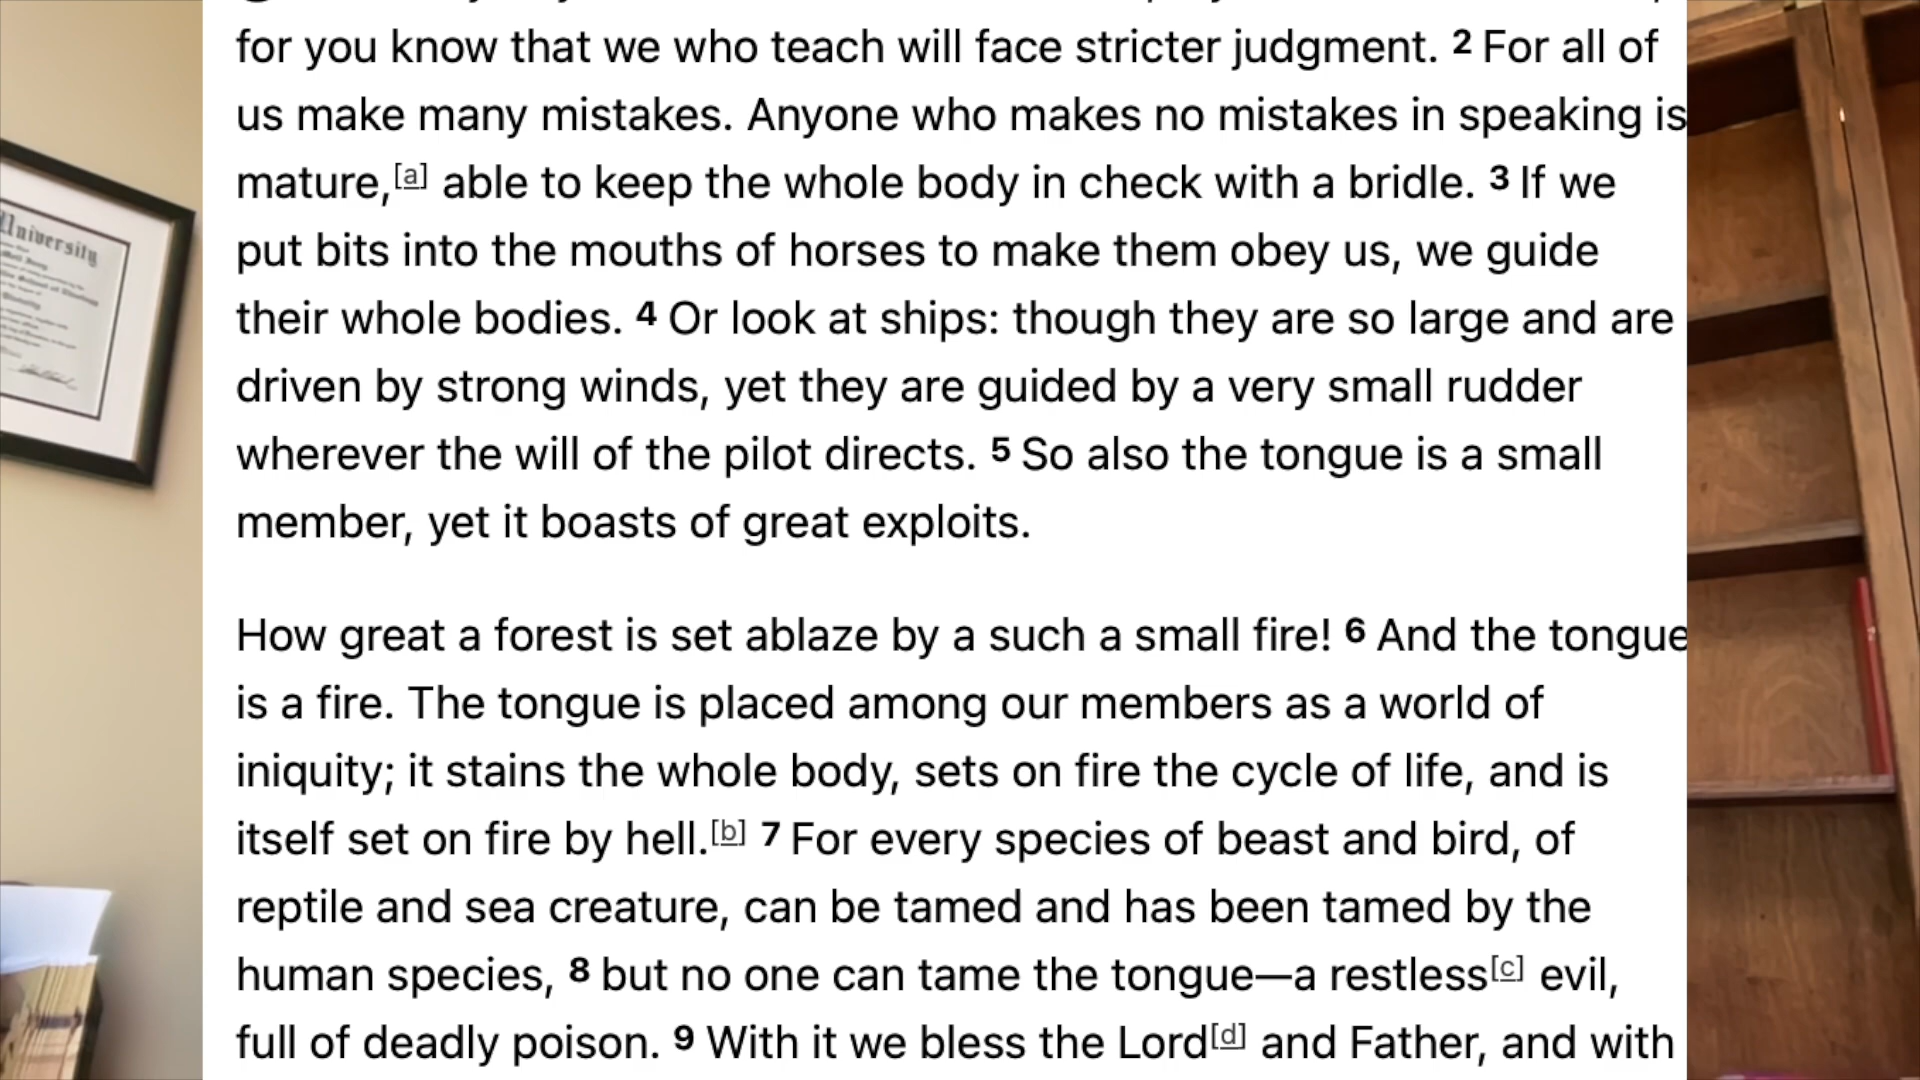 for you know that we who teach will face stricter judgment. 2 For all of
us make many mistakes. Anyone who makes no mistakes in speaking is
mature,[a] able to keep the whole body in check with a bridle. 3 If we
put bits into the mouths of horses to make them obey us, we guide
their whole bodies. 4 Or look at ships: though they are so large and are
driven by strong winds, yet they are guided by a very small rudder
wherever the will of the pilot directs. 5 So also the tongue is a small
member, yet it boasts of great exploits.
How great a forest is set ablaze by a such a small fire! 6 And the tongue
is a fire. The tongue is placed among our members as a world of
iniquity; it stains the whole body, sets on fire the cycle of life, and is
itself set on fire by hell.[b] 7 For every species of beast and bird, of
reptile and sea creature, can be tamed and has been tamed by the
human species, 8 but no one can tame the tongue—a restless[c] evil,
full of deadly poison. 9 With it we bless the Lord[d] and Father, and with
University